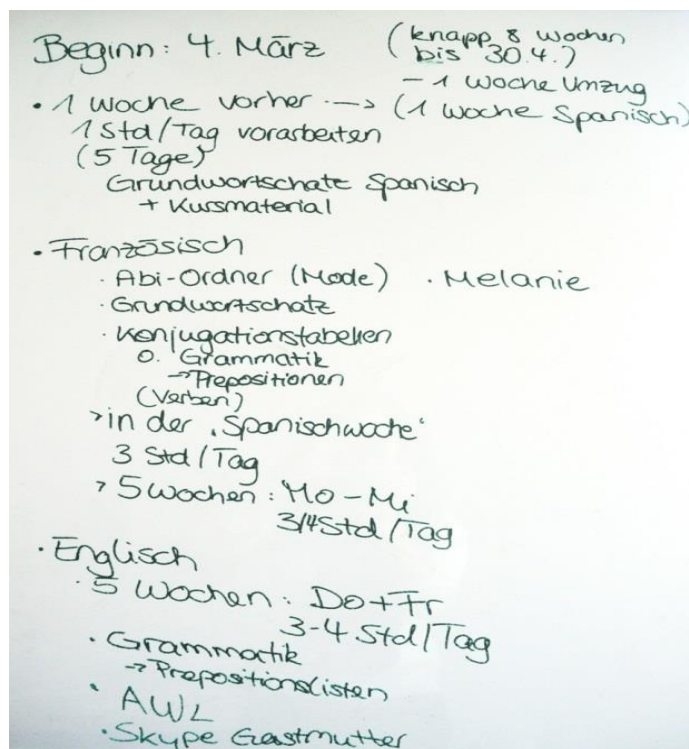 Beginn: 4. März (knapp 8 Wochen
bis 30.4.)
- 1 Woche Umzug
• 1 Woche vorher --> (1 Woche Spanisch)
1 Std/Tag vorarbeiten
(5 Tage)
Grundwortschatz Spanisch
+ Kursmaterial
• Französisch
· Abi-Ordner (Mode) · Melanie
· Grundwortschatz
· Konjugationstabellen
o. Grammatik
→ Prepositionen
(Verben)
> in der "Spanischwoche"
3 Std/Tag
> 5 Wochen: Mo-Mi
3/4 Std/Tag
• Englisch
· 5 Wochen: Do+Fr
3-4 Std/Tag
· Grammatik
→ Prepositionslisten
· AWL
· Skype Gastmutter